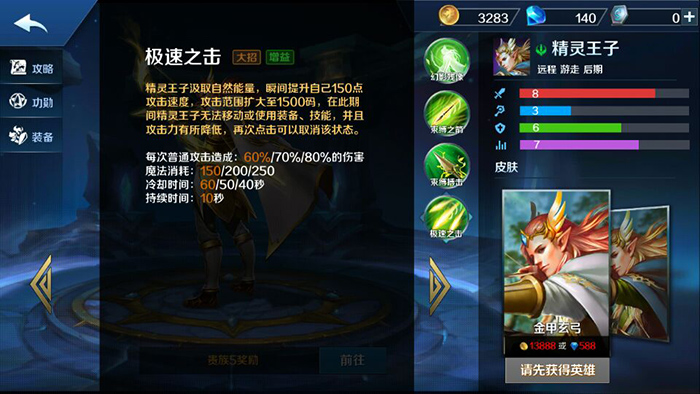 3283
140
0
攻略
功勋
装备
极速之击 大招 增益
精灵王子汲取自然能量，瞬间提升自己150点
攻击速度，攻击范围扩大至1500码，在此期
间精灵王子无法移动或使用装备、技能，并且
攻击力有所降低，再次点击可以取消该状态。
每次普通攻击造成：60%/70%/80%的伤害
魔法消耗：150/200/250
冷却时间：60/50/40秒
持续时间：10秒
贵族5奖励
前往
幻影残像
束缚之箭
束缚连击
极速之击
精灵王子
远程 游走 后期
8
3
6
7
皮肤
金甲玄弓
13888 或 588
请先获得英雄